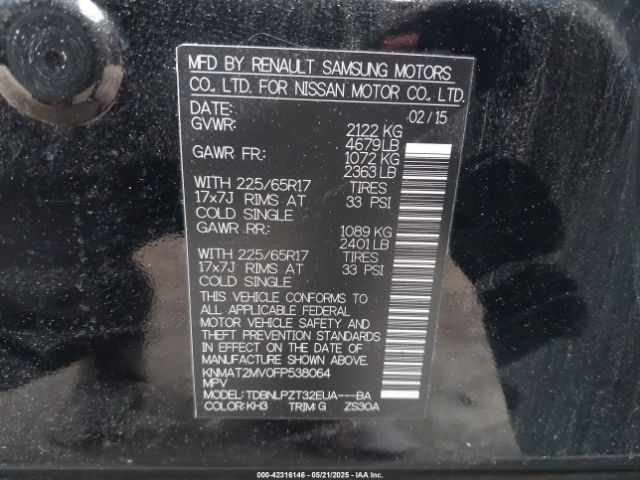 MFD BY RENAULT SAMSUNG MOTORS
CO., LTD. FOR NISSAN MOTOR CO., LTD.
DATE: 02/15
GVWR: 2122 KG
4679 LB
GAWR FR: 1072 KG
2363 LB
WITH 225/65R17 TIRES
17x7J RIMS AT 33 PSI
COLD SINGLE
GAWR RR: 1089 KG
2401 LB
WITH 225/65R17 TIRES
17x7J RIMS AT 33 PSI
COLD SINGLE
THIS VEHICLE CONFORMS TO
ALL APPLICABLE FEDERAL
MOTOR VEHICLE SAFETY AND
THEFT PREVENTION STANDARDS
IN EFFECT ON THE DATE OF
MANUFACTURE SHOWN ABOVE.
KNMAT2MV0FP538064
MPV
MODEL: TDBNLPZT32EUA---BA
COLOR: KH3 TRIM: G ZS30A
000-42316146 - 05/21/2025 - IAAI.COM